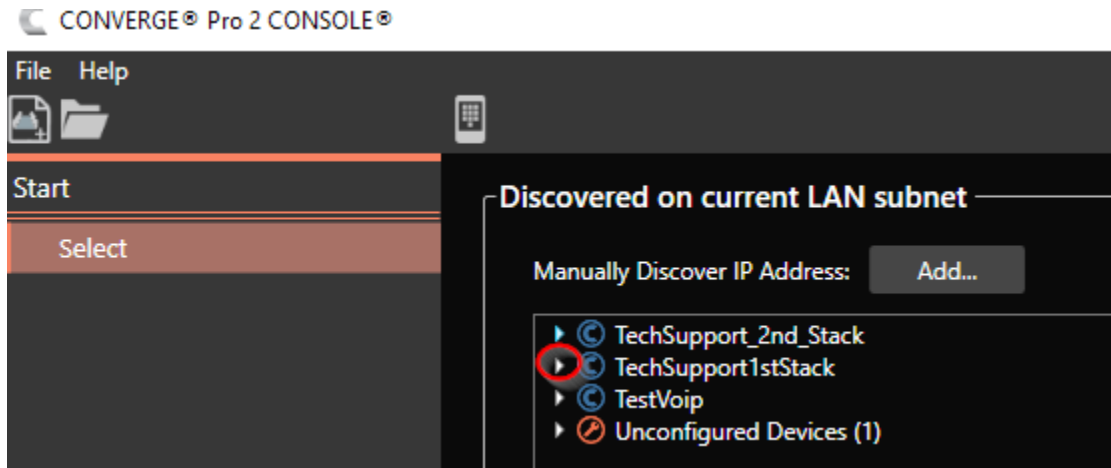 CONVERGE® Pro 2 CONSOLE®
File Help
Start
Select
Discovered on current LAN subnet
Manually Discover IP Address: Add...
TechSupport_2nd_Stack
TechSupport1stStack
TestVoip
Unconfigured Devices (1)